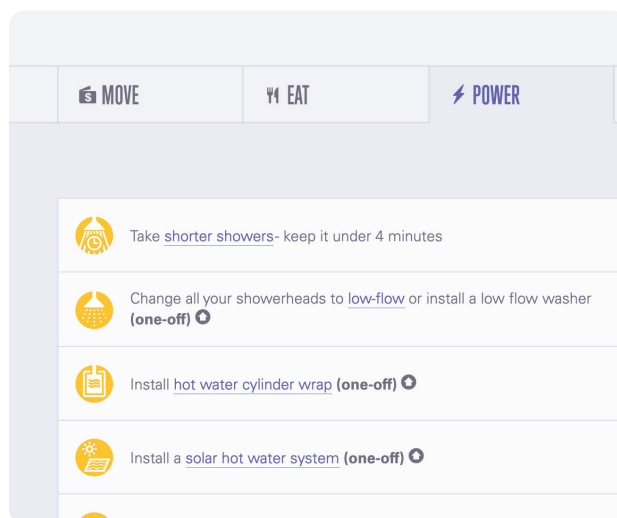 MOVE
EAT
POWER
Take shorter showers- keep it under 4 minutes
Change all your showerheads to low-flow or install a low flow washer
(one-off)
Install hot water cylinder wrap (one-off)
Install a solar hot water system (one-off)